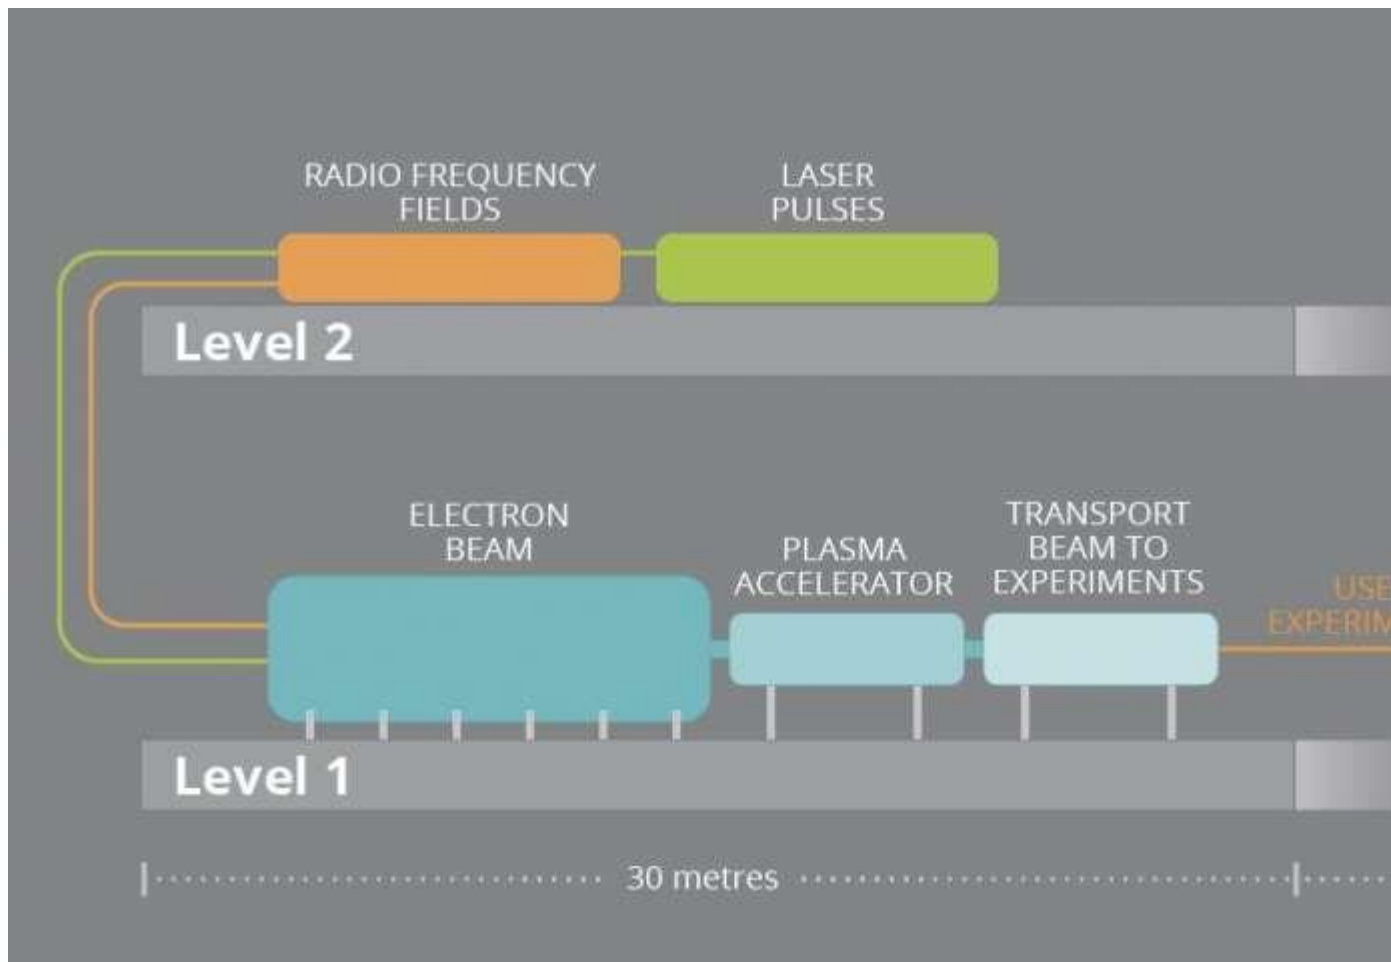 RADIO FREQUENCY
FIELDS
LASER
PULSES
Level 2
ELECTRON
BEAM
PLASMA
ACCELERATOR
TRANSPORT
BEAM TO
EXPERIMENTS
Level 1
30 metres